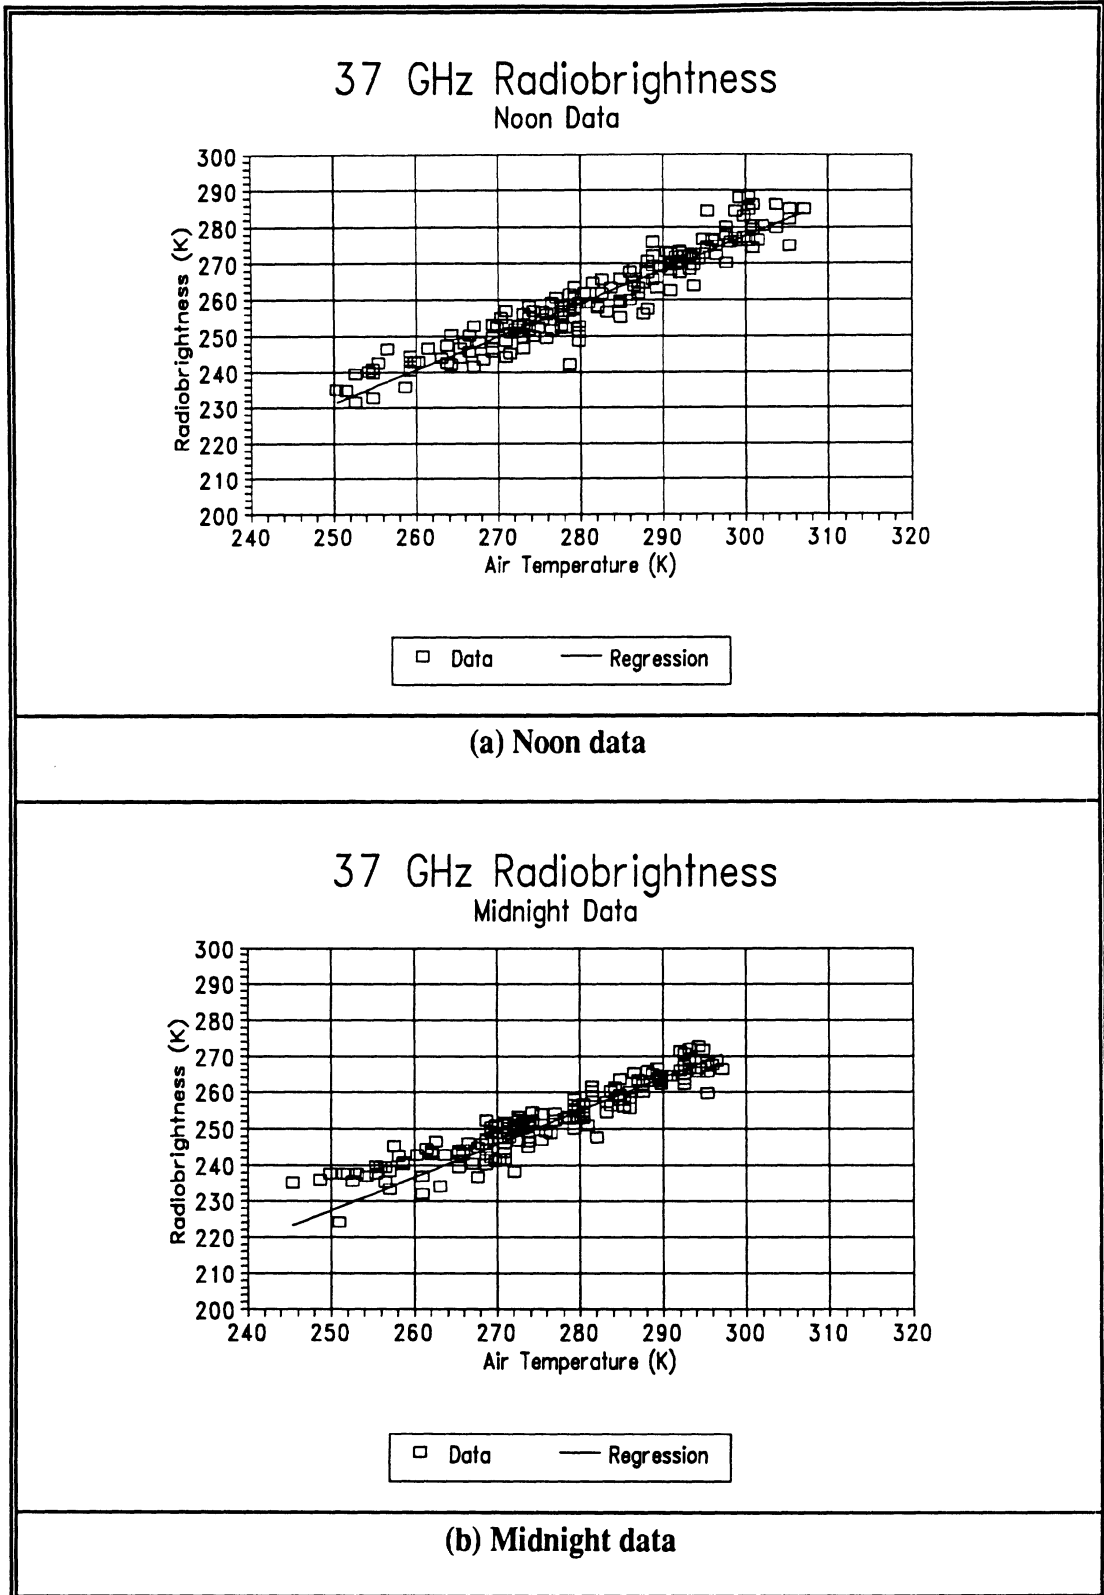 37 GHz Radiobrightness
Noon Data
Radiobrightness (K)
300
290
280
270
260
250
240
230
220
210
200
240 250 260 270 280 290 300 310 320
Air Temperature (K)
Data Regression
(a) Noon data
37 GHz Radiobrightness
Midnight Data
Radiobrightness (K)
300
290
280
270
260
250
240
230
220
210
200
240 250 260 270 280 290 300 310 320
Air Temperature (K)
Data Regression
(b) Midnight data